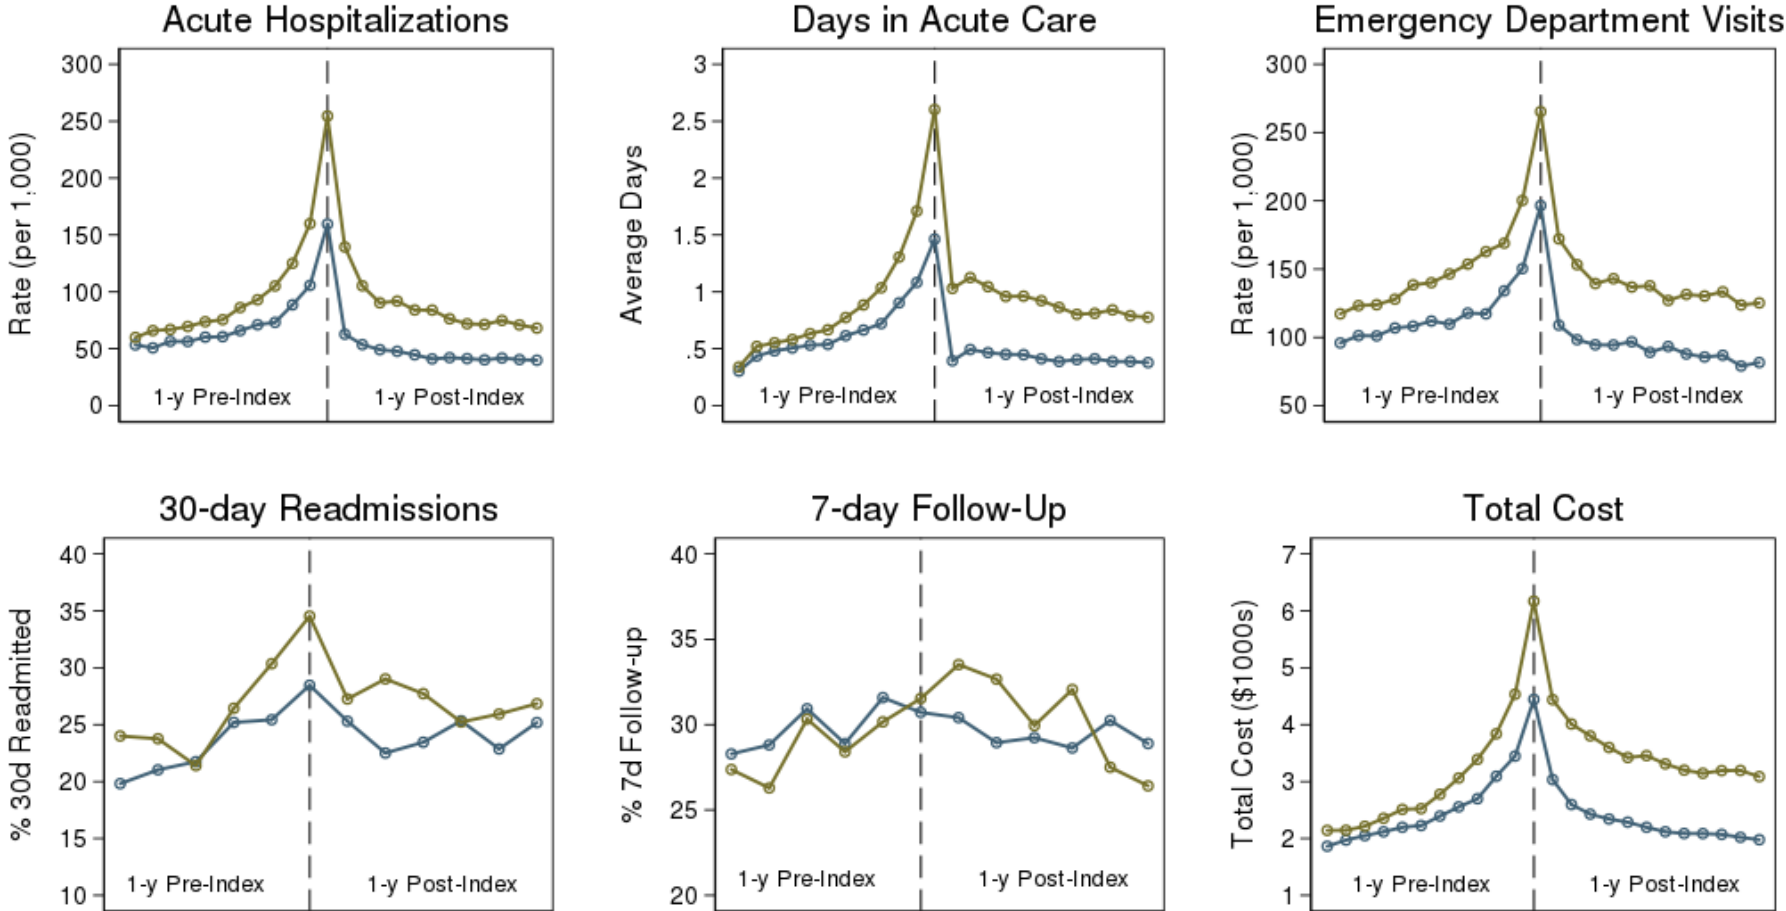 Acute Hospitalizations
Rate (per 1,000)
300
250
200
150
100
50
0
1-y Pre-Index
1-y Post-Index
Days in Acute Care
Average Days
3
2.5
2
1.5
1
.5
0
1-y Pre-Index
1-y Post-Index
Emergency Department Visits
Rate (per 1,000)
300
250
200
150
100
50
1-y Pre-Index
1-y Post-Index
30-day Readmissions
% 30d Readmitted
40
35
30
25
20
15
10
1-y Pre-Index
1-y Post-Index
7-day Follow-Up
% 7d Follow-up
40
35
30
25
20
1-y Pre-Index
1-y Post-Index
Total Cost
Total Cost ($1000s)
7
6
5
4
3
2
1
1-y Pre-Index
1-y Post-Index